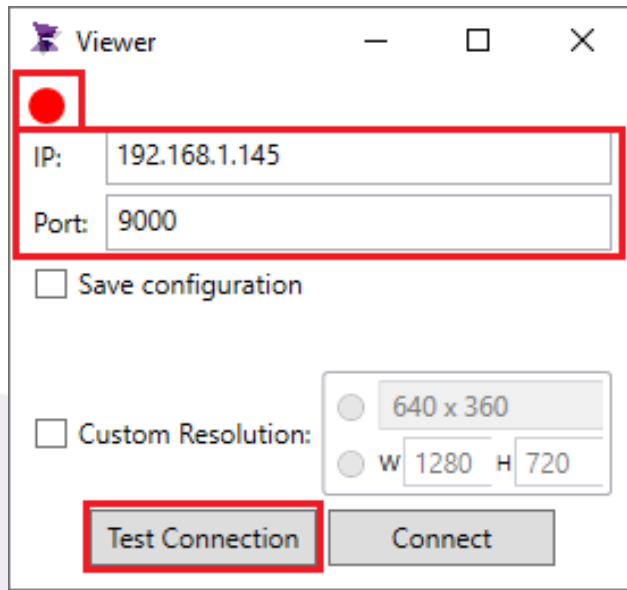 Viewer
IP: 192.168.1.145
Port: 9000
Save configuration
640 x 360
Custom Resolution:
W 1280 H 720
Test Connection Connect